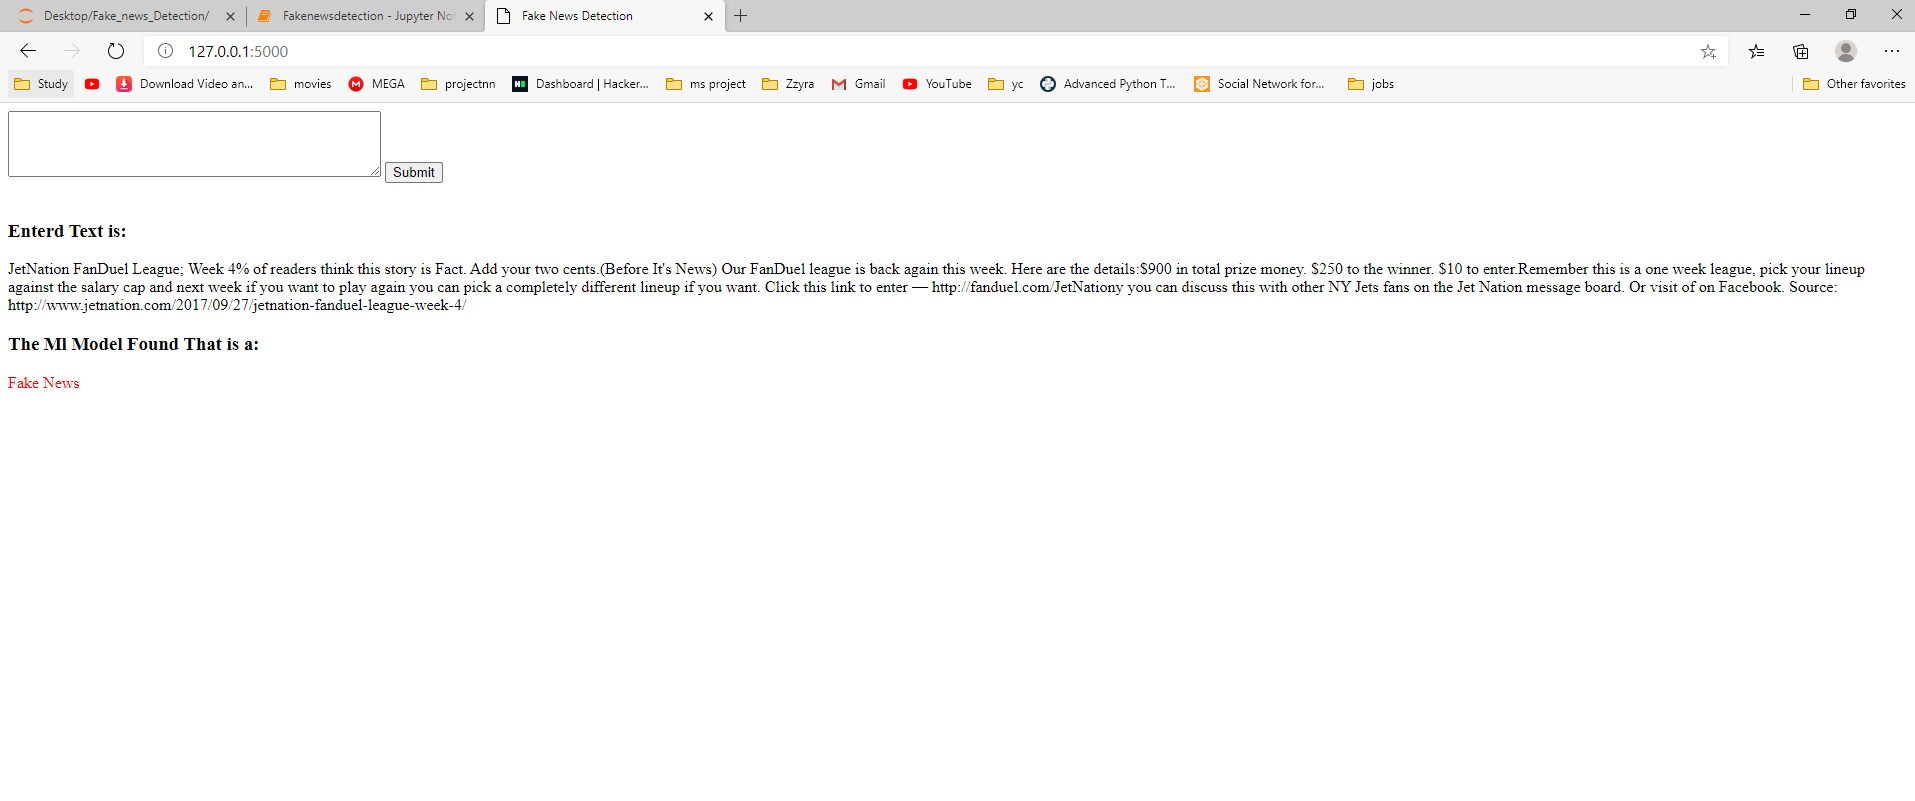 Desktop/Fake_news_Detection/
Fakenewsdetection - Jupyter Not
Fake News Detection
127.0.0.1:5000
Study
Download Video an...
movies
MEGA
projectnn
Dashboard | Hacker...
ms project
Zzyra
Gmail
YouTube
yc
Advanced Python T...
Social Network for...
jobs
Other favorites
Submit
Enterd Text is:
JetNation FanDuel League; Week 4% of readers think this story is Fact. Add your two cents.(Before It's News) Our FanDuel league is back again this week. Here are the details:$900 in total prize money. $250 to the winner. $10 to enter.Remember this is a one week league, pick your lineup
against the salary cap and next week if you want to play again you can pick a completely different lineup if you want. Click this link to enter — http://fanduel.com/JetNationy you can discuss this with other NY Jets fans on the Jet Nation message board. Or visit of on Facebook. Source:
http://www.jetnation.com/2017/09/27/jetnation-fanduel-league-week-4/
The Ml Model Found That is a:
Fake News